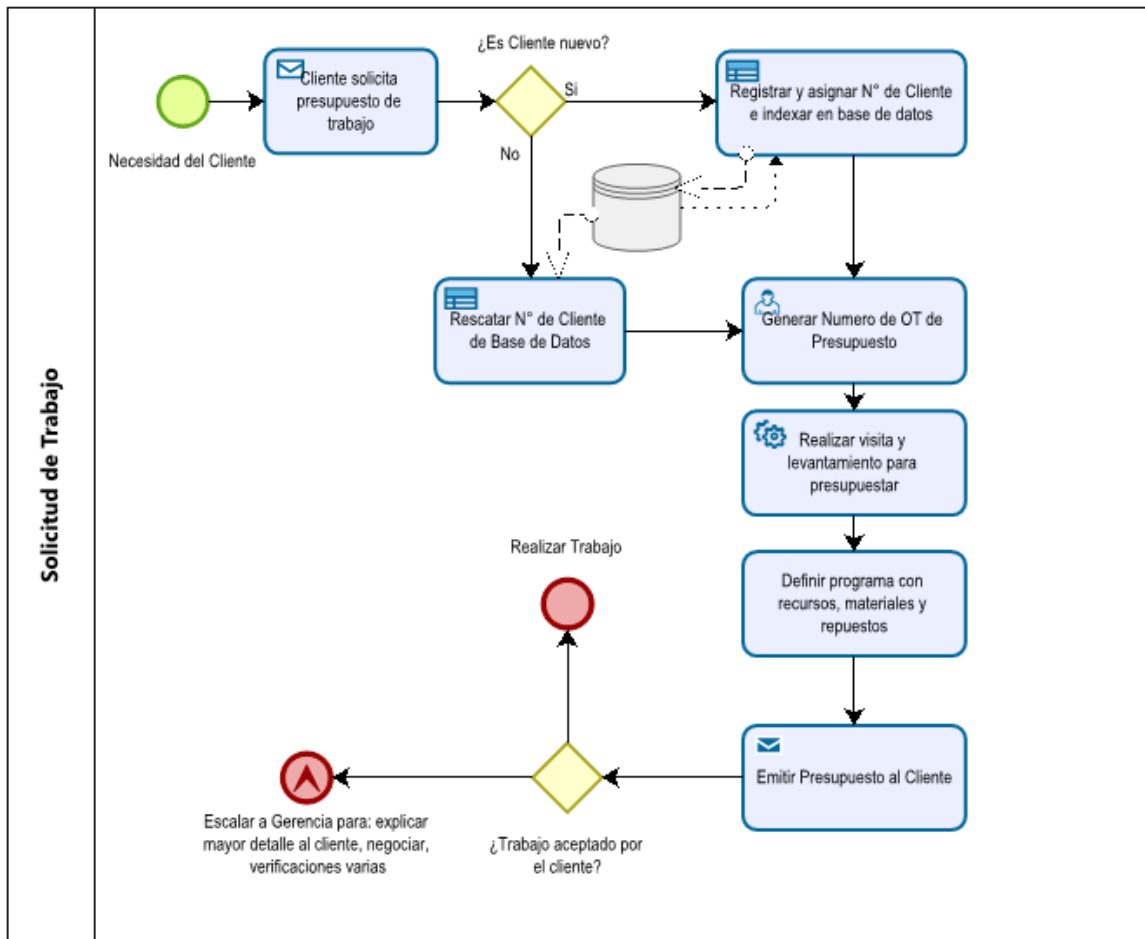 Solicitud de Trabajo
¿Es Cliente nuevo?
Cliente solicita
presupuesto de
trabajo
Si
Registrar y asignar N° de Cliente
e indexar en base de datos
Necesidad del Cliente
No
Rescatar N° de Cliente
de Base de Datos
Generar Numero de OT de
Presupuesto
Realizar visita y
levantamiento para
presupuestar
Realizar Trabajo
Definir programa con
recursos, materiales y
repuestos
Emitir Presupuesto al Cliente
Escalar a Gerencia para: explicar
mayor detalle al cliente, negociar,
verificaciones varias
¿Trabajo aceptado por
el cliente?